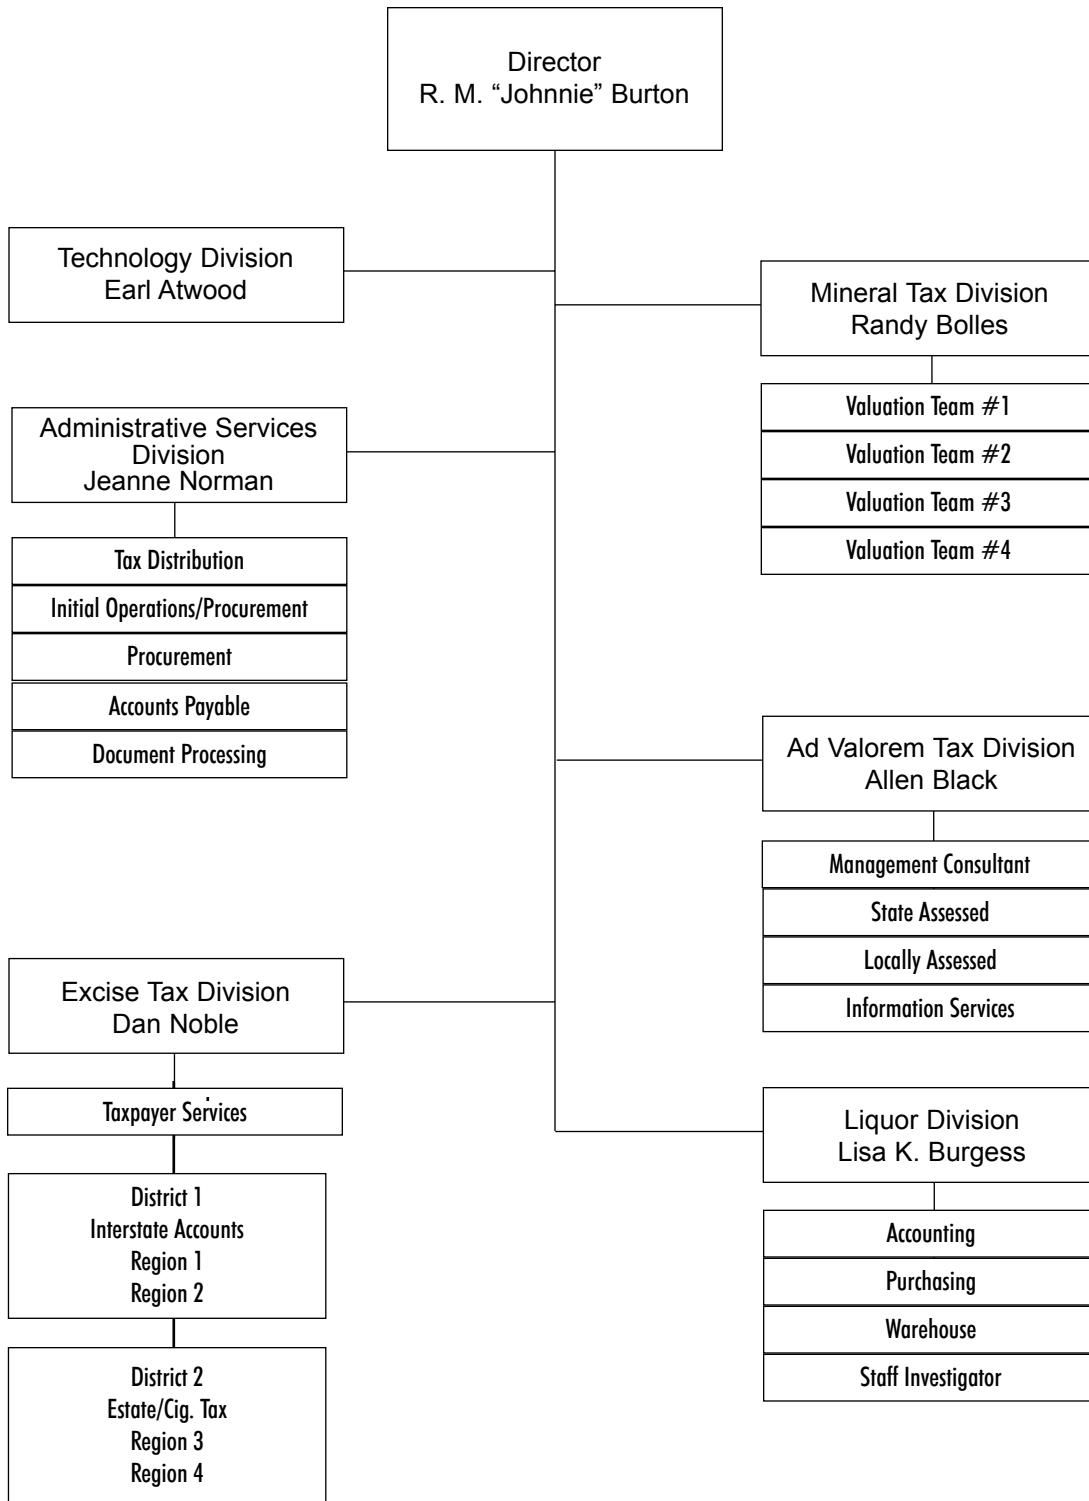 Director
R. M. “Johnnie” Burton
Technology Division
Earl Atwood
Mineral Tax Division
Randy Bolles
Valuation Team #1
Valuation Team #2
Valuation Team #3
Valuation Team #4
Administrative Services
Division
Jeanne Norman
Tax Distribution
Initial Operations/Procurement
Procurement
Accounts Payable
Document Processing
Ad Valorem Tax Division
Allen Black
Management Consultant
State Assessed
Locally Assessed
Information Services
Excise Tax Division
Dan Noble
Taxpayer Services
District 1
Interstate Accounts
Region 1
Region 2
District 2
Estate/Cig. Tax
Region 3
Region 4
Liquor Division
Lisa K. Burgess
Accounting
Purchasing
Warehouse
Staff Investigator